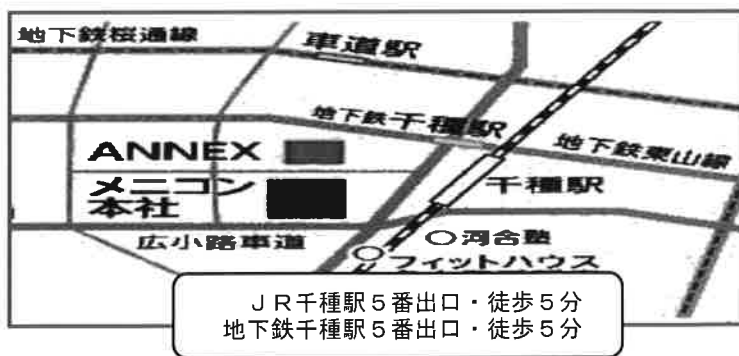 地下鉄桜通線
車道駅
地下鉄千種駅
地下鉄東山線
ANNEX
メニコン
本社
千種駅
広小路車道
○河合塾
フィットハウス
ＪＲ千種駅５番出口・徒歩５分
地下鉄千種駅５番出口・徒歩５分